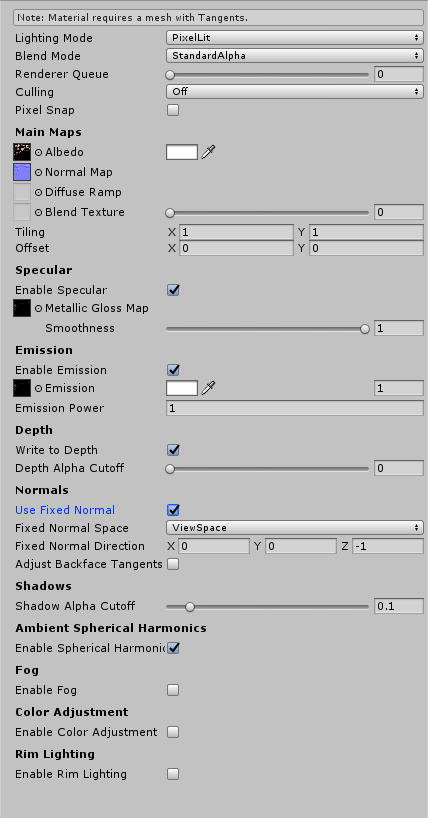 Note: Material requires a mesh with Tangents.
Lighting Mode PixelLit
Blend Mode StandardAlpha
Renderer Queue 0
Culling Off
Pixel Snap
Main Maps
Albedo
Normal Map
Diffuse Ramp
Blend Texture 0
Tiling X 1 Y 1
Offset X 0 Y 0
Specular
Enable Specular
Metallic Gloss Map
Smoothness 1
Emission
Enable Emission
Emission 1
Emission Power 1
Depth
Write to Depth
Depth Alpha Cutoff 0
Normals
Use Fixed Normal
Fixed Normal Space ViewSpace
Fixed Normal Direction X 0 Y 0 Z -1
Adjust Backface Tangents
Shadows
Shadow Alpha Cutoff 0.1
Ambient Spherical Harmonics
Enable Spherical Harmonic
Fog
Enable Fog
Color Adjustment
Enable Color Adjustment
Rim Lighting
Enable Rim Lighting